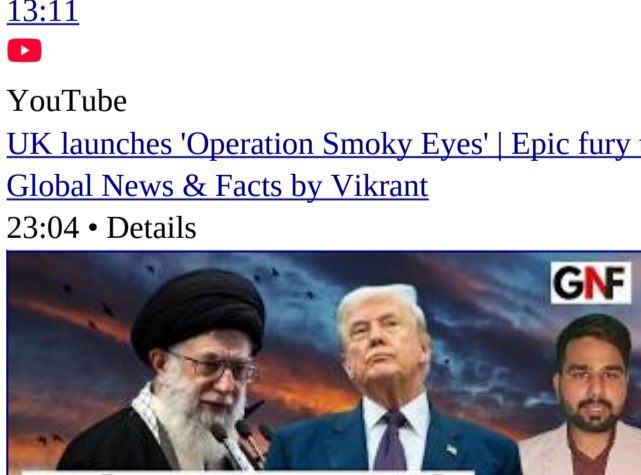 13:11
YouTube
UK launches 'Operation Smoky Eyes' | Epic fury
Global News & Facts by Vikrant
23:04 • Details
GNF